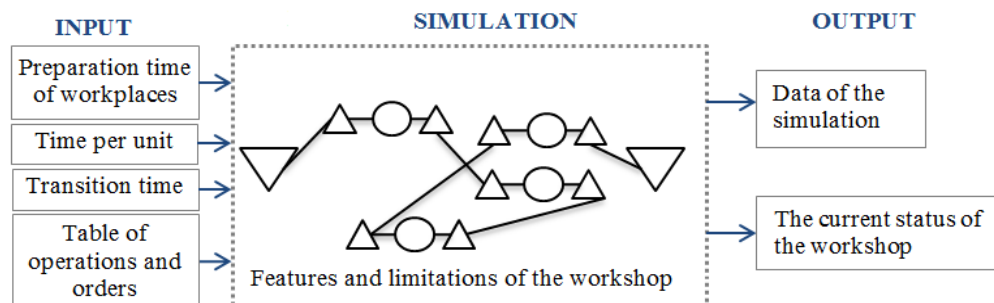 INPUT
Preparation time
of workplaces
Time per unit
Transition time
Table of
operations and
orders
SIMULATION
Features and limitations of the workshop
OUTPUT
Data of the
simulation
The current status of
the workshop